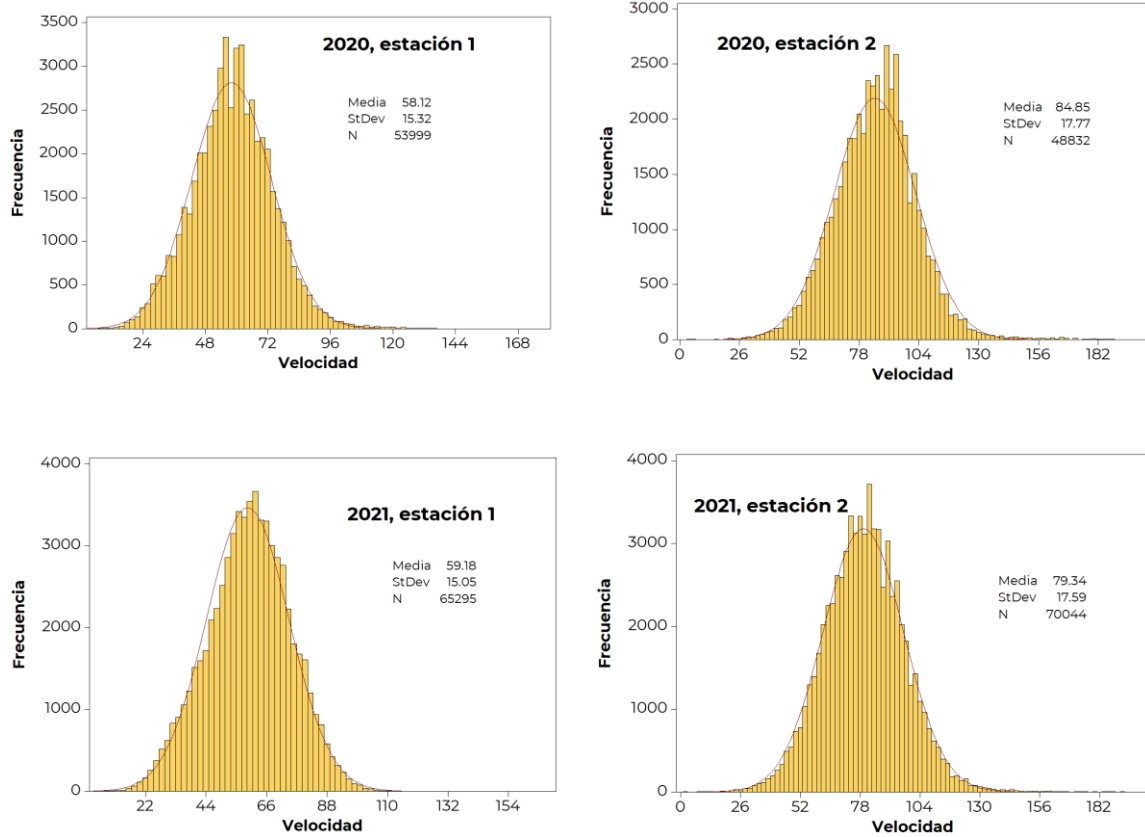 2020, estación 1
Frecuencia
3500
3000
2500
2000
1500
1000
500
0
Media 58.12
StDev 15.32
N 53999
24 48 72 96 120 144 168
Velocidad
2020, estación 2
Frecuencia
3000
2500
2000
1500
1000
500
0
Media 84.85
StDev 17.77
N 48832
0 26 52 78 104 130 156 182
Velocidad
2021, estación 1
Frecuencia
4000
3000
2000
1000
0
Media 59.18
StDev 15.05
N 65295
22 44 66 88 110 132 154
Velocidad
2021, estación 2
Frecuencia
4000
3000
2000
1000
0
Media 79.34
StDev 17.59
N 70044
0 26 52 78 104 130 156 182
Velocidad